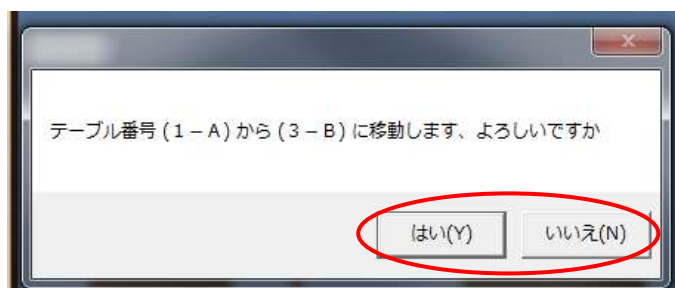 テーブル番号 ( 1 – A ) から ( 3 – B ) に移動します、よろしいですか
はい(Y) いいえ(N)